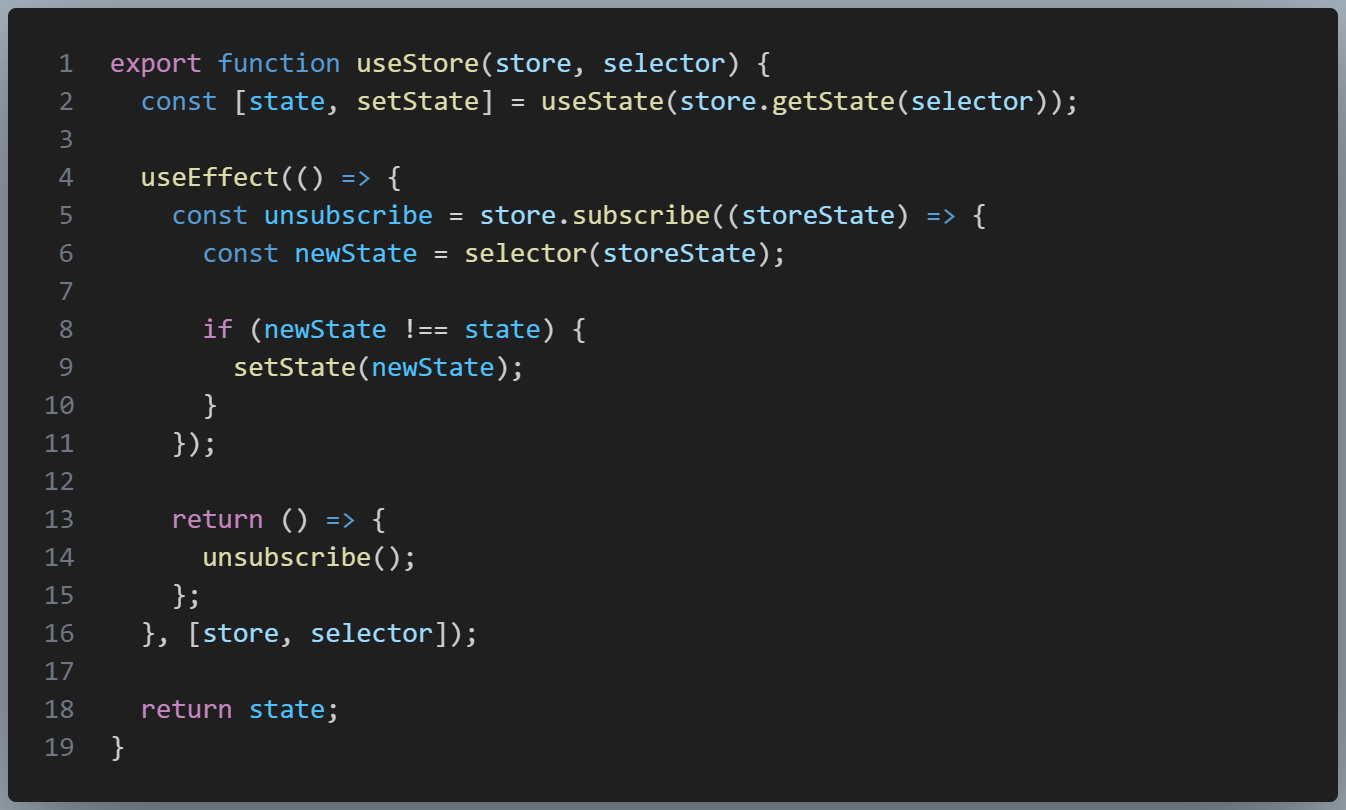 1 export function useStore(store, selector) {
2   const [state, setState] = useState(store.getState(selector));
3
4   useEffect(() => {
5     const unsubscribe = store.subscribe((storeState) => {
6       const newState = selector(storeState);
7
8       if (newState !== state) {
9         setState(newState);
10       }
11     });
12
13     return () => {
14       unsubscribe();
15     };
16   }, [store, selector]);
17
18   return state;
19 }